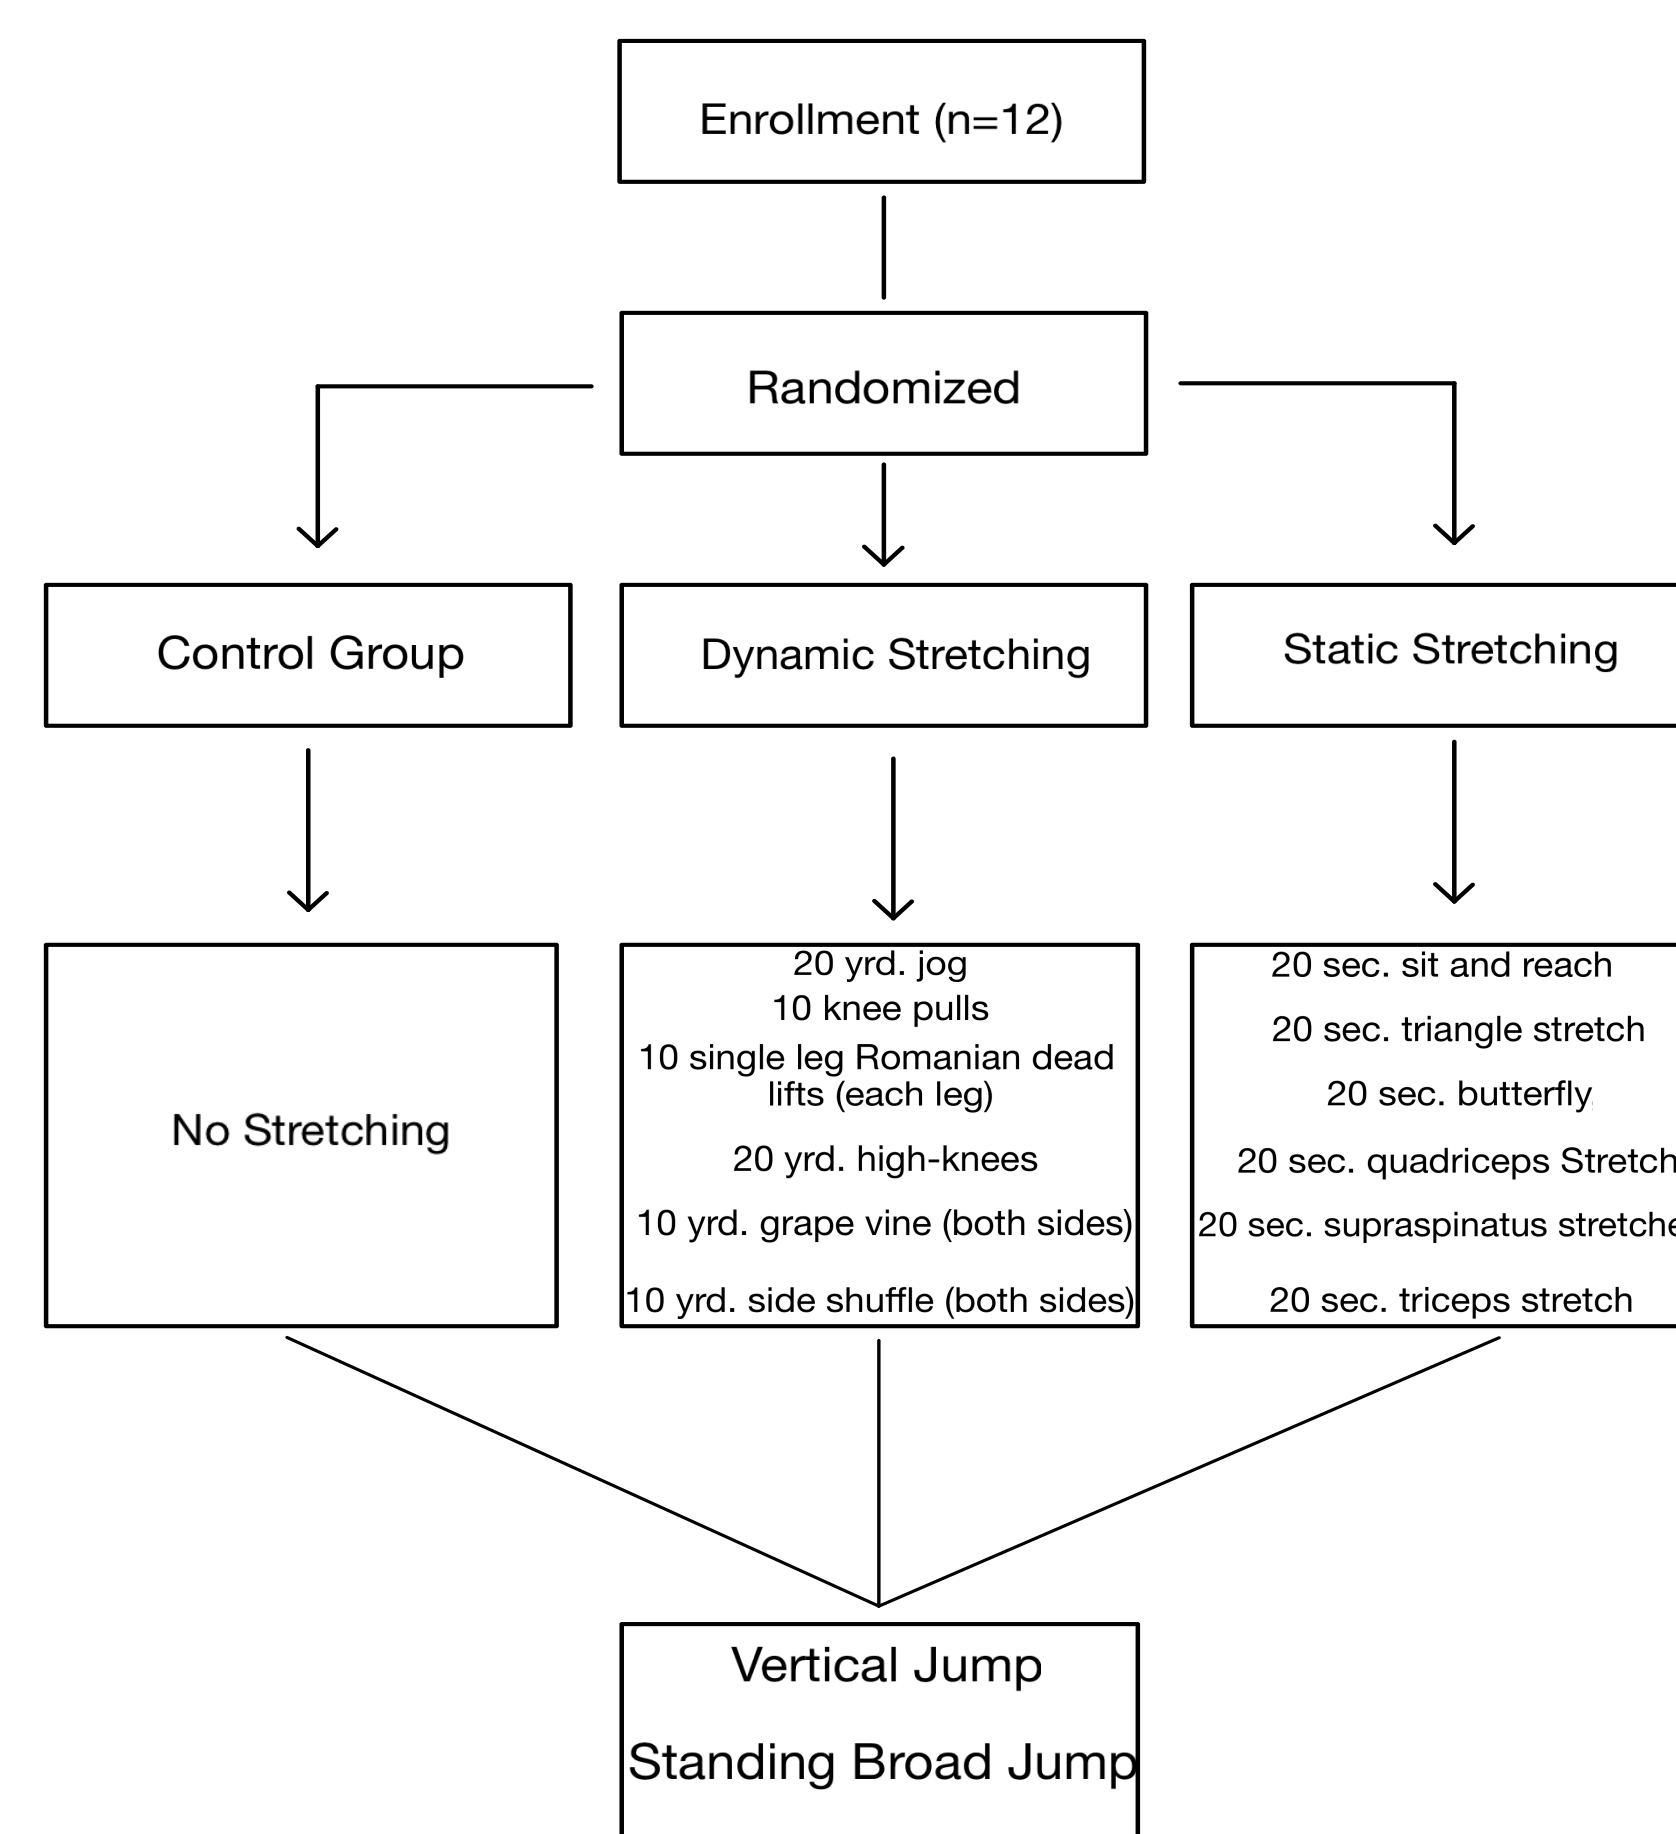 Enrollment (n=12)
Randomized
Control Group
Dynamic Stretching
Static Stretching
No Stretching
20 yrd. jog
10 knee pulls
10 single leg Romanian dead
lifts (each leg)
20 yrd. high-knees
10 yrd. grape vine (both sides)
10 yrd. side shuffle (both sides)
20 sec. sit and reach
20 sec. triangle stretch
20 sec. butterfly
20 sec. quadriceps Stretch
20 sec. supraspinatus stretche
20 sec. triceps stretch
Vertical Jump
Standing Broad Jump